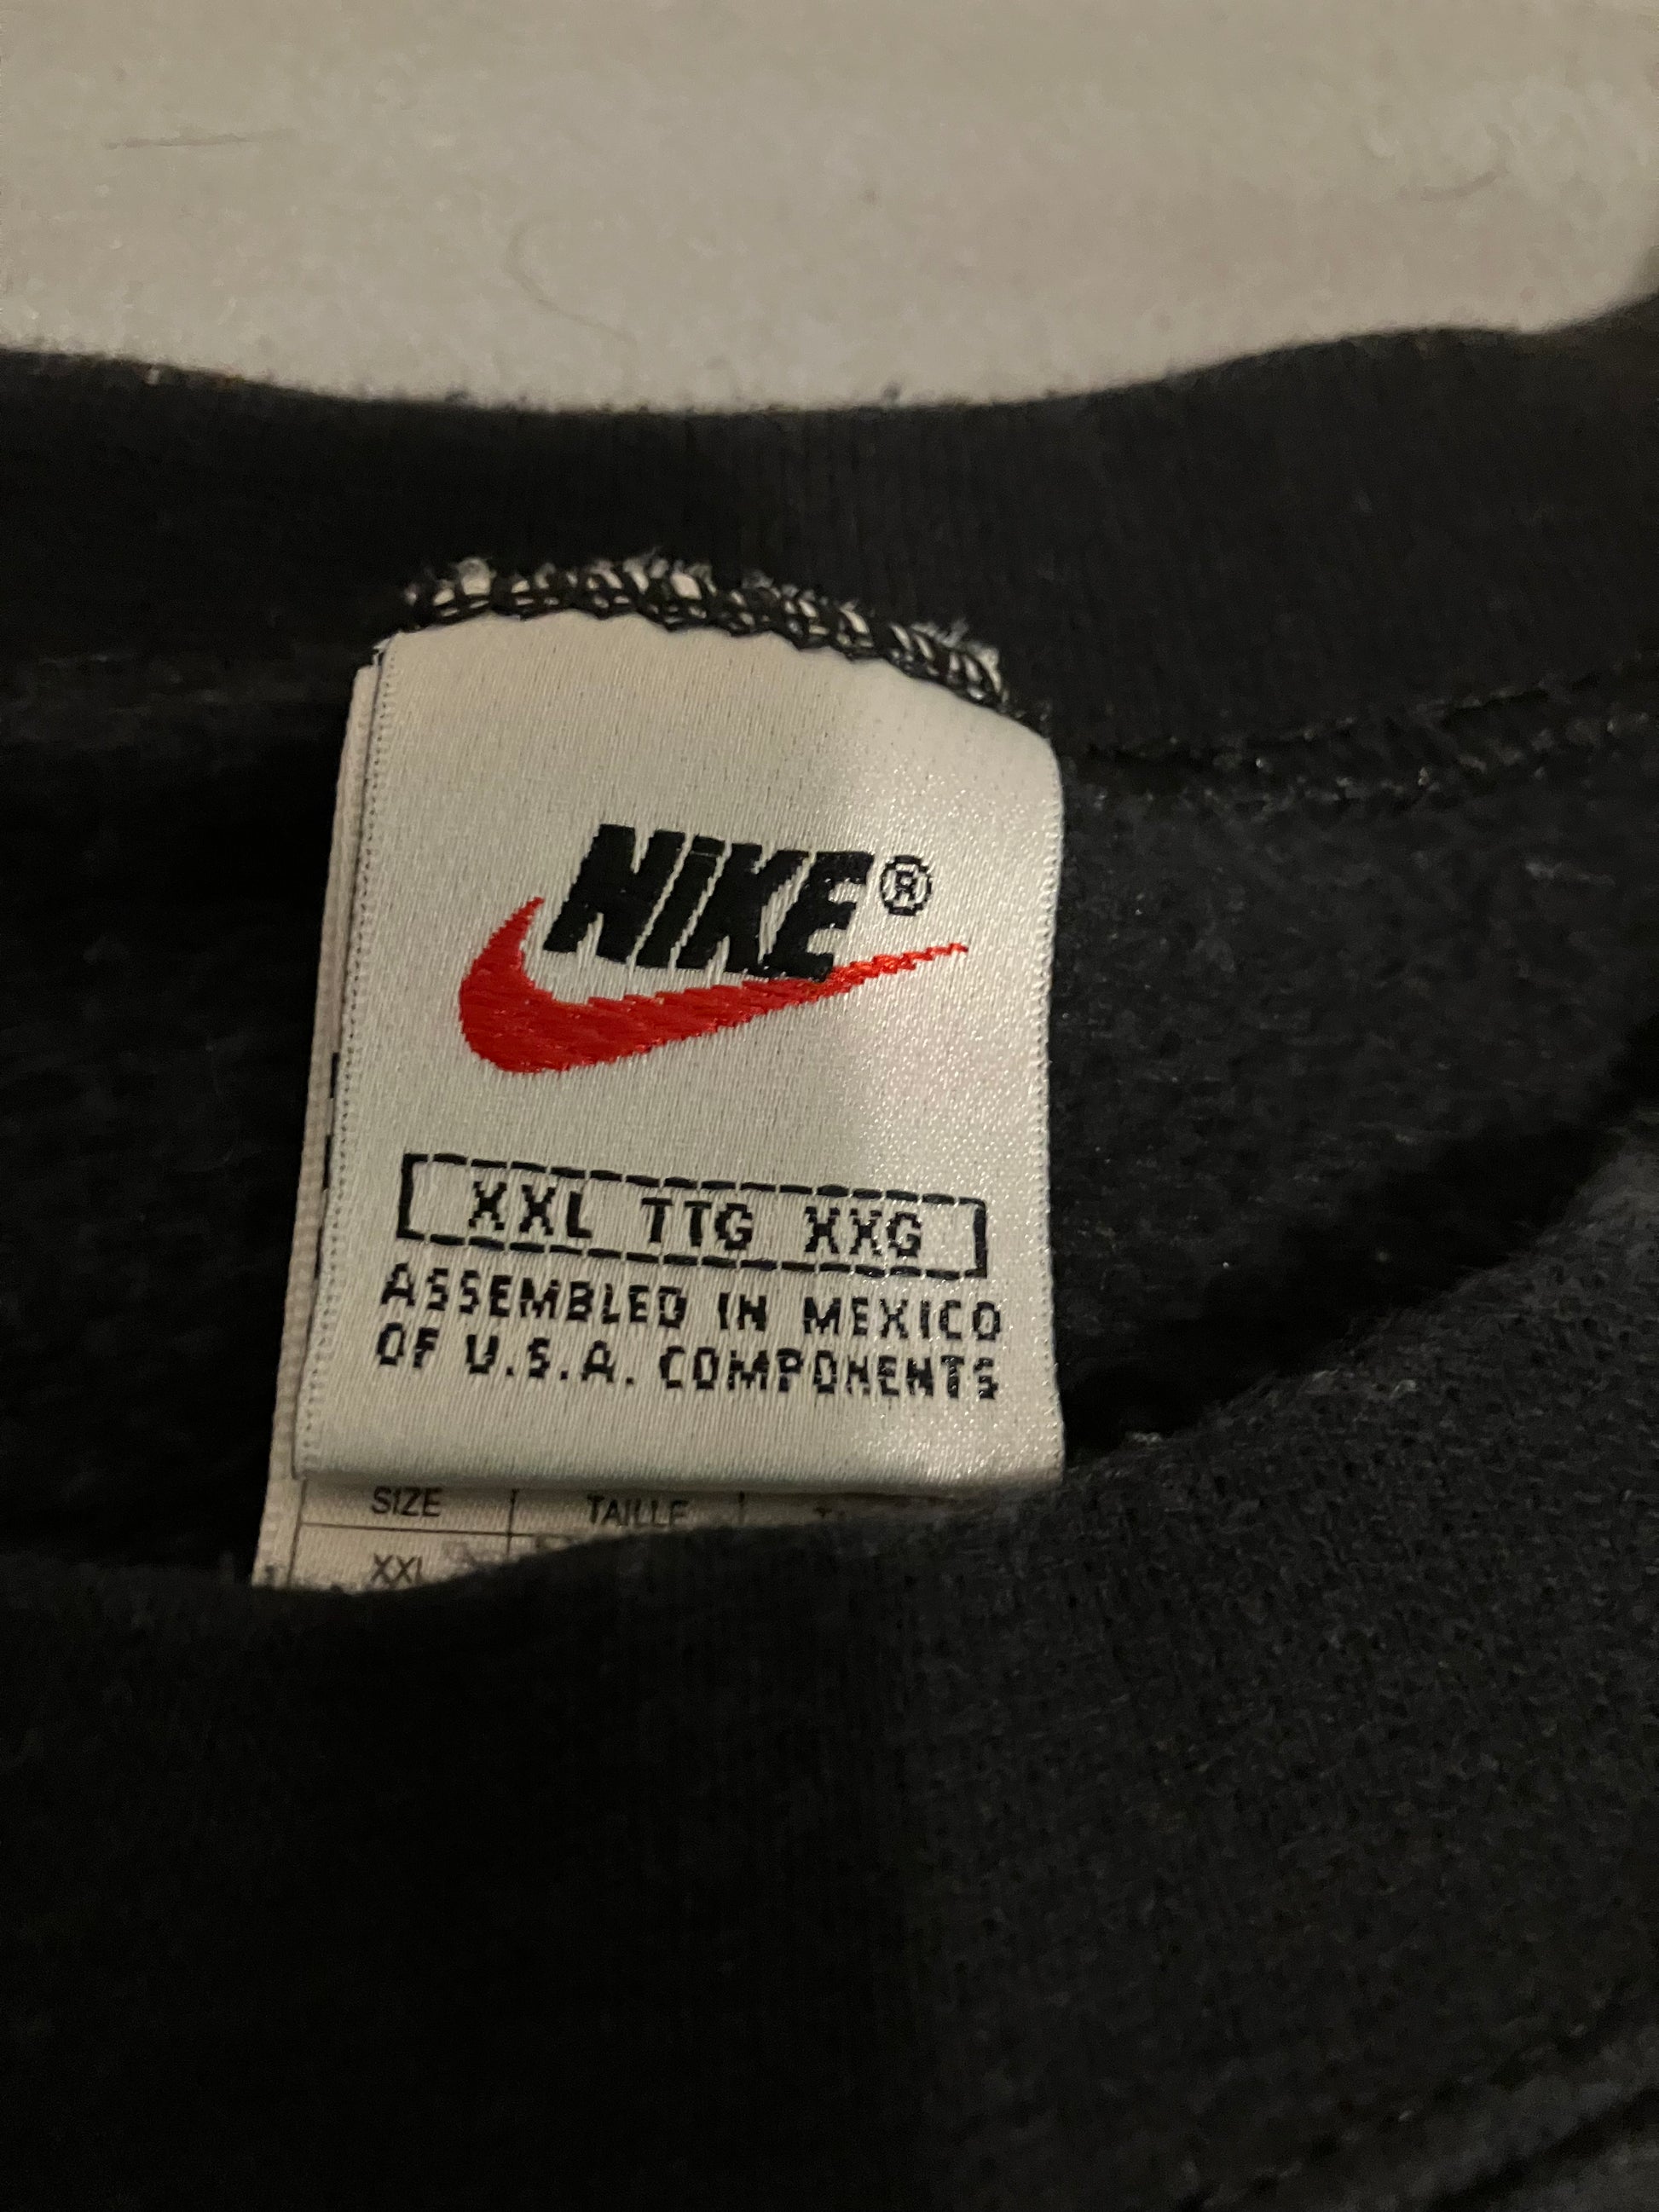 NIKE®
XXL TTG XXG
ASSEMBLED IN MEXICO
OF U.S.A. COMPONENTS
SIZE TAILLE
XXL